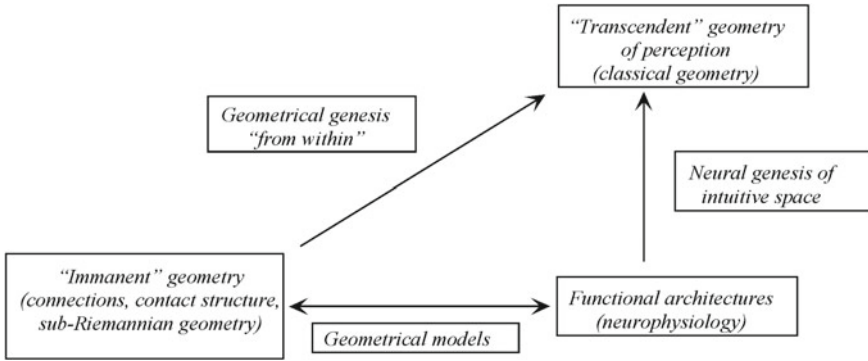 “Transcendent” geometry
of perception
(classical geometry)
Geometrical genesis
“from within”
Neural genesis of
intuitive space
“Immanent” geometry
(connections, contact structure,
sub-Riemannian geometry)
Functional architectures
(neurophysiology)
Geometrical models